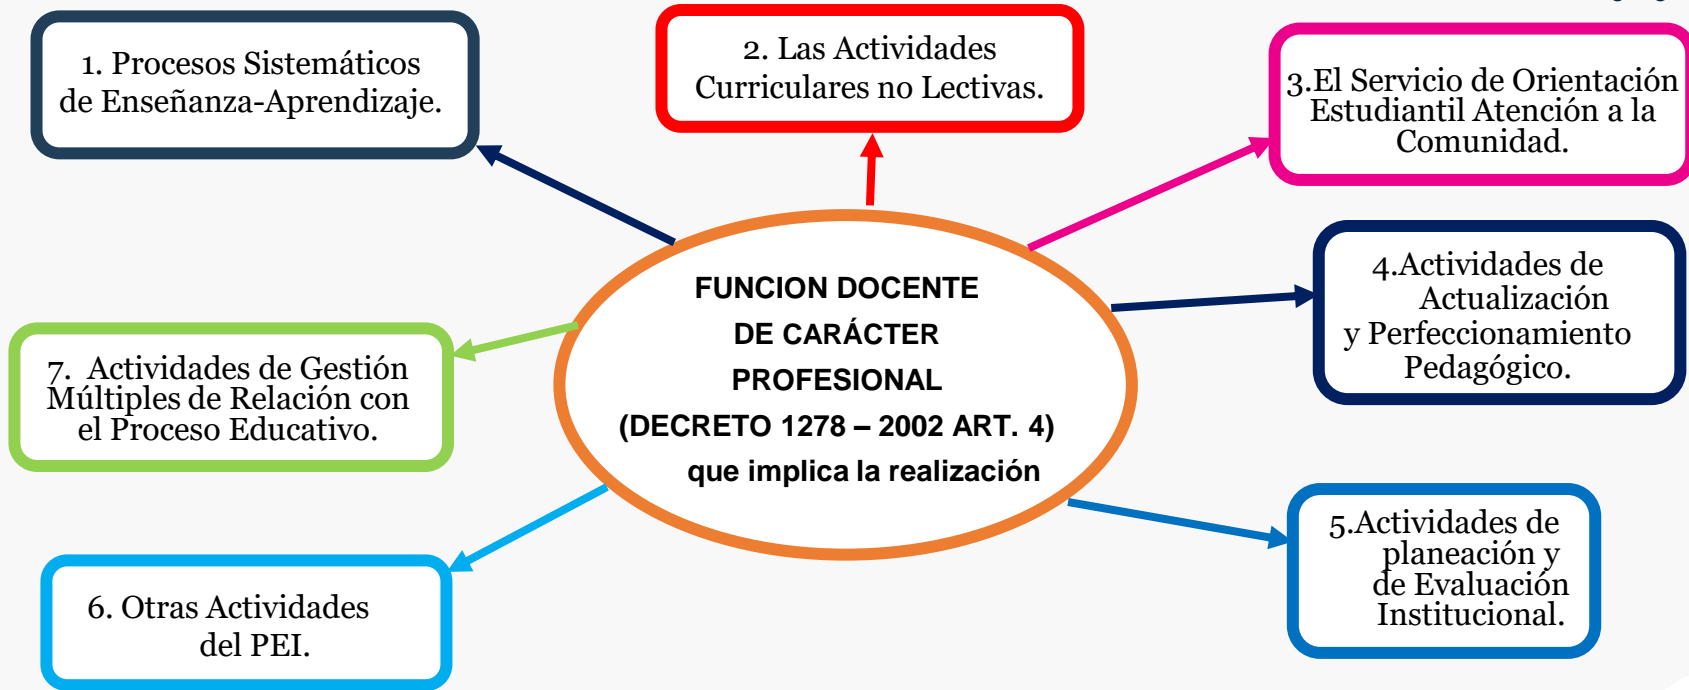 1. Procesos Sistemáticos
de Enseñanza-Aprendizaje.
2. Las Actividades
Curriculares no Lectivas.
3.El Servicio de Orientación
Estudiantil Atención a la
Comunidad.
FUNCION DOCENTE
DE CARÁCTER
PROFESIONAL
(DECRETO 1278 – 2002 ART. 4)
que implica la realización
4.Actividades de
Actualización
y Perfeccionamiento
Pedagógico.
5.Actividades de
planeación y
de Evaluación
Institucional.
6. Otras Actividades
del PEI.
7. Actividades de Gestión
Múltiples de Relación con
el Proceso Educativo.